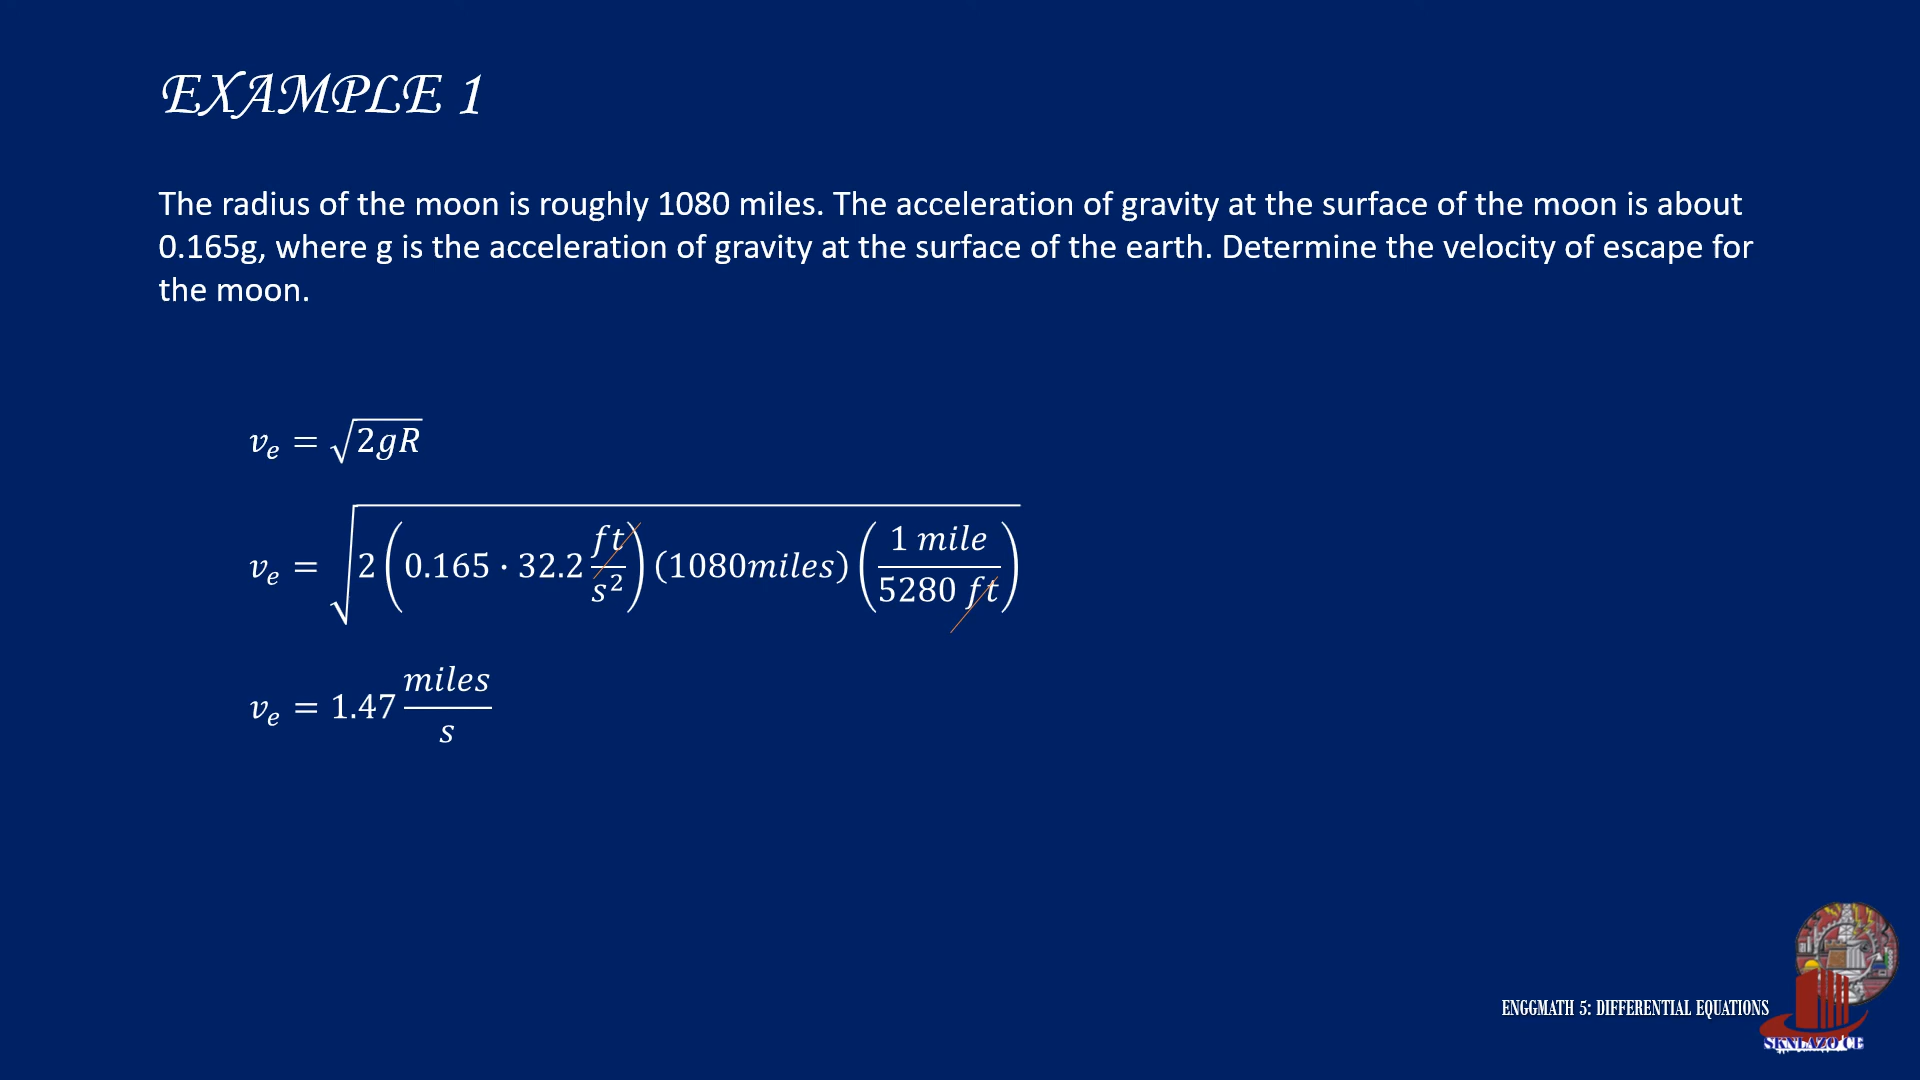 EXAMPLE 1
The radius of the moon is roughly 1080 miles. The acceleration of gravity at the surface of the moon is about
0.165g, where g is the acceleration of gravity at the surface of the earth. Determine the velocity of escape for
the moon.
v_e = √(2gR)
v_e = √(2(0.165 · 32.2 ft/s²)(1080miles)(1 mile/5280 ft))
v_e = 1.47 miles/s
ENGGMATH 5: DIFFERENTIAL EQUATIONS
SKNLAZO CE